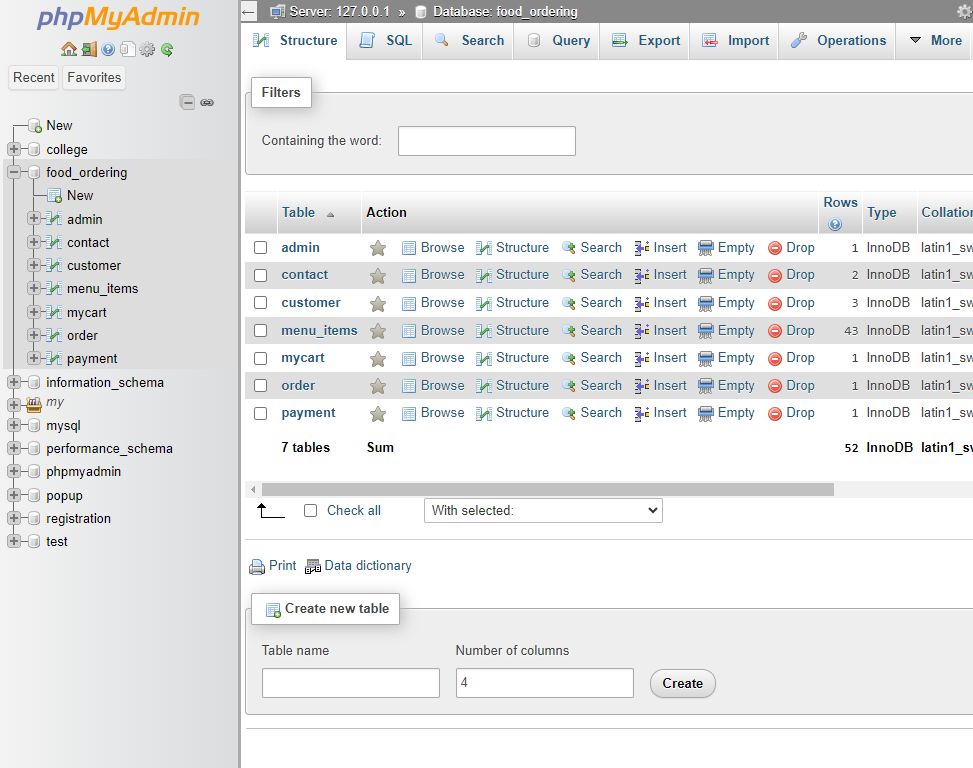 phpMyAdmin
Recent Favorites
New
college
food_ordering
New
admin
contact
customer
menu_items
mycart
order
payment
information_schema
my
mysql
performance_schema
phpmyadmin
popup
registration
test
Server: 127.0.0.1 » Database: food_ordering
Structure SQL Search Query Export Import Operations More
Filters
Containing the word:
Table Action Rows Type Collation
admin Browse Structure Search Insert Empty Drop 1 InnoDB latin1_sw
contact Browse Structure Search Insert Empty Drop 2 InnoDB latin1_sw
customer Browse Structure Search Insert Empty Drop 3 InnoDB latin1_sw
menu_items Browse Structure Search Insert Empty Drop 43 InnoDB latin1_sw
mycart Browse Structure Search Insert Empty Drop 1 InnoDB latin1_sw
order Browse Structure Search Insert Empty Drop 1 InnoDB latin1_sw
payment Browse Structure Search Insert Empty Drop 1 InnoDB latin1_sw
7 tables Sum 52 InnoDB latin1_sw
Check all With selected:
Print Data dictionary
Create new table
Table name Number of columns
4 Create